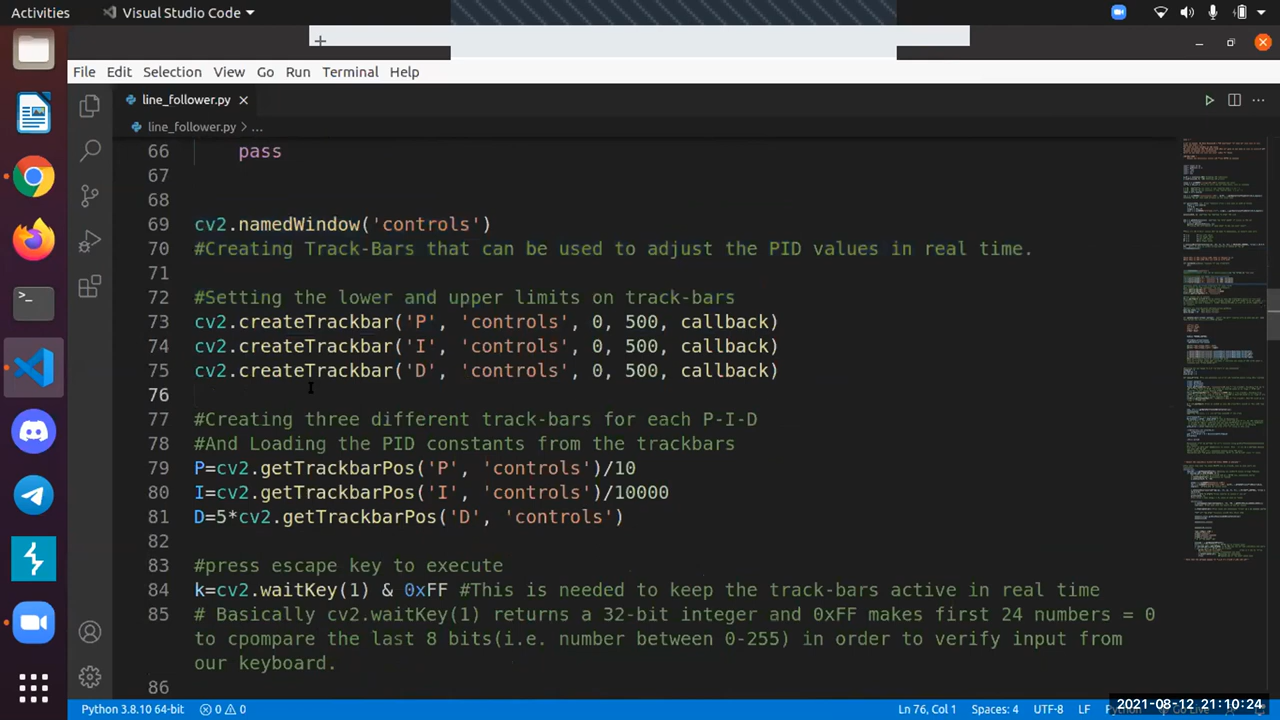 Activities
Visual Studio Code
+
File Edit Selection View Go Run Terminal Help
line_follower.py
line_follower.py > ...
66 pass
67
68
69 cv2.namedWindow('controls')
70 #Creating Track-Bars that can be used to adjust the PID values in real time.
71
72 #Setting the lower and upper limits on track-bars
73 cv2.createTrackbar('P', 'controls', 0, 500, callback)
74 cv2.createTrackbar('I', 'controls', 0, 500, callback)
75 cv2.createTrackbar('D', 'controls', 0, 500, callback)
76
77 #Creating three different track-bars for each P-I-D
78 #And Loading the PID constants from the trackbars
79 P=cv2.getTrackbarPos('P', 'controls')/10
80 I=cv2.getTrackbarPos('I', 'controls')/10000
81 D=5*cv2.getTrackbarPos('D', 'controls')
82
83 #press escape key to execute
84 k=cv2.waitKey(1) & 0xFF #This is needed to keep the track-bars active in real time
85 # Basically cv2.waitKey(1) returns a 32-bit integer and 0xFF makes first 24 numbers = 0
to cpompare the last 8 bits(i.e. number between 0-255) in order to verify input from
our keyboard.
86
Python 3.8.10 64-bit 0 0 Ln 76, Col 1 Spaces: 4 UTF-8 LF
2021-08-12 21:10:24